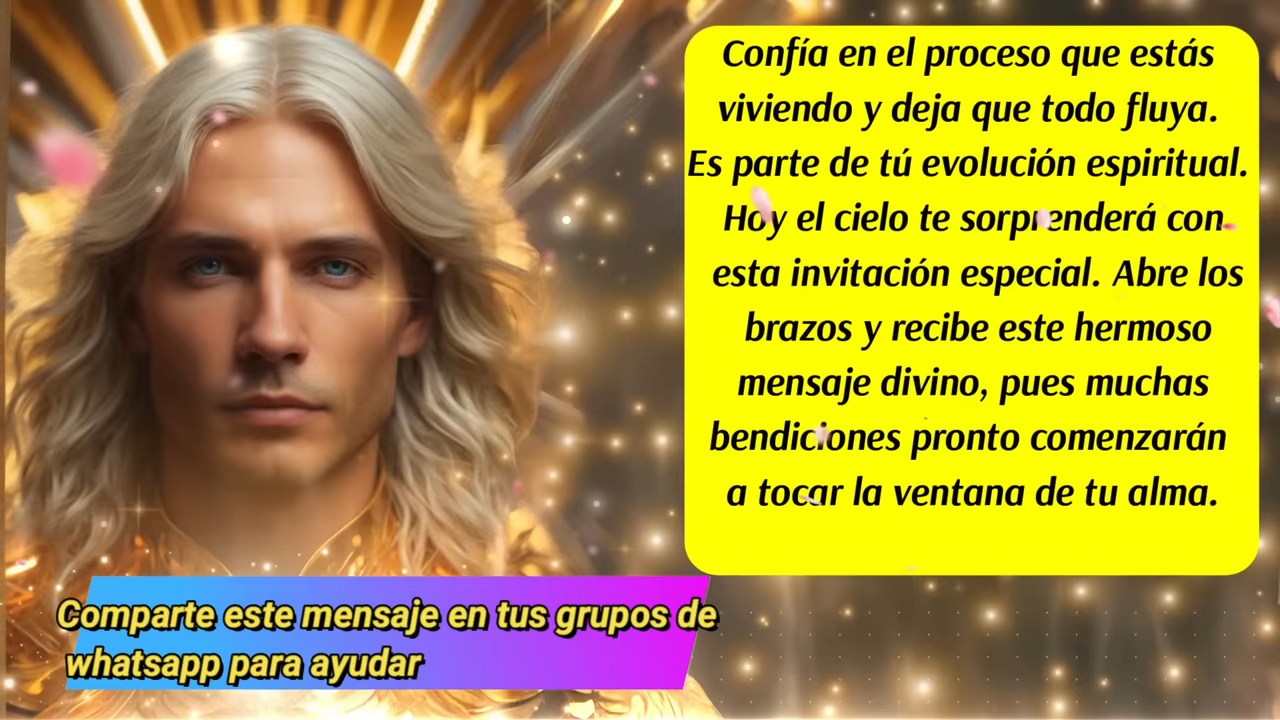 Confía en el proceso que estás
viviendo y deja que todo fluya.
Es parte de tú evolución espiritual.
Hoy el cielo te sorprenderá con
esta invitación especial. Abre los
brazos y recibe este hermoso
mensaje divino, pues muchas
bendiciones pronto comenzarán
a tocar la ventana de tu alma.
Comparte este mensaje en tus grupos de
whatsapp para ayudar